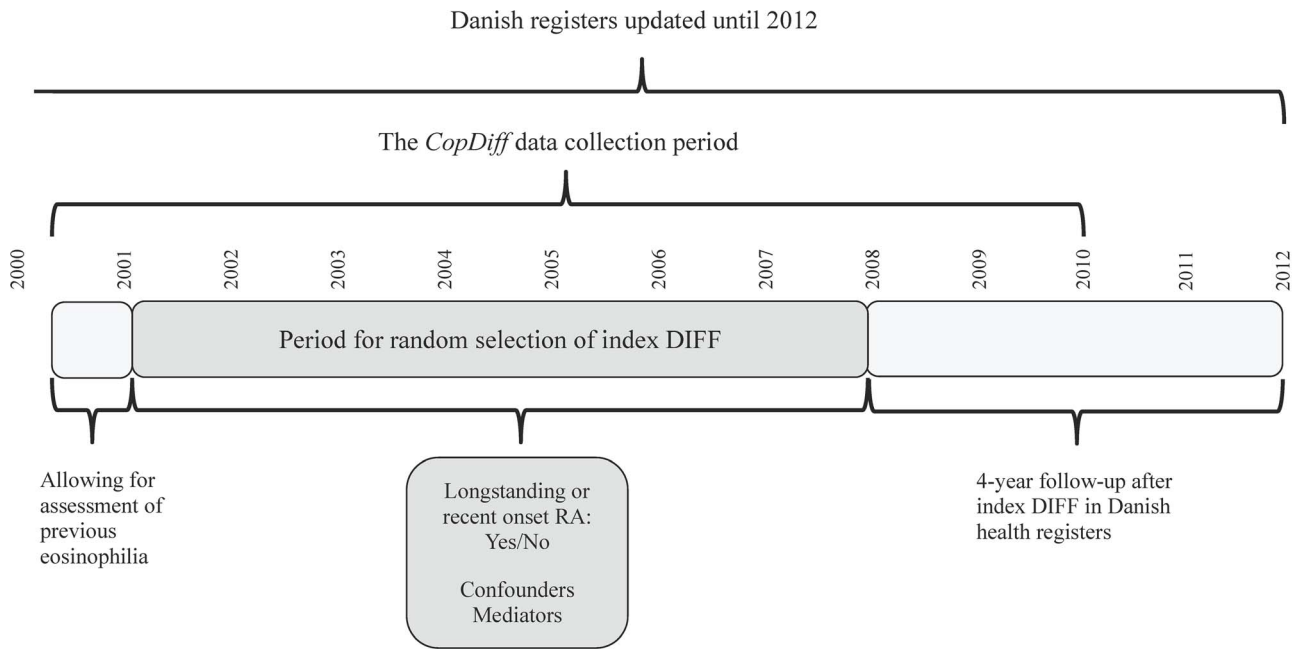 Danish registers updated until 2012
The CopDiff data collection period
2000
2001
2002
2003
2004
2005
2006
2007
2008
2009
2010
2011
2012
Period for random selection of index DIFF
Allowing for
assessment of
previous
eosinophilia
Longstanding or
recent onset RA:
Yes/No
Confounders
Mediators
4-year follow-up after
index DIFF in Danish
health registers